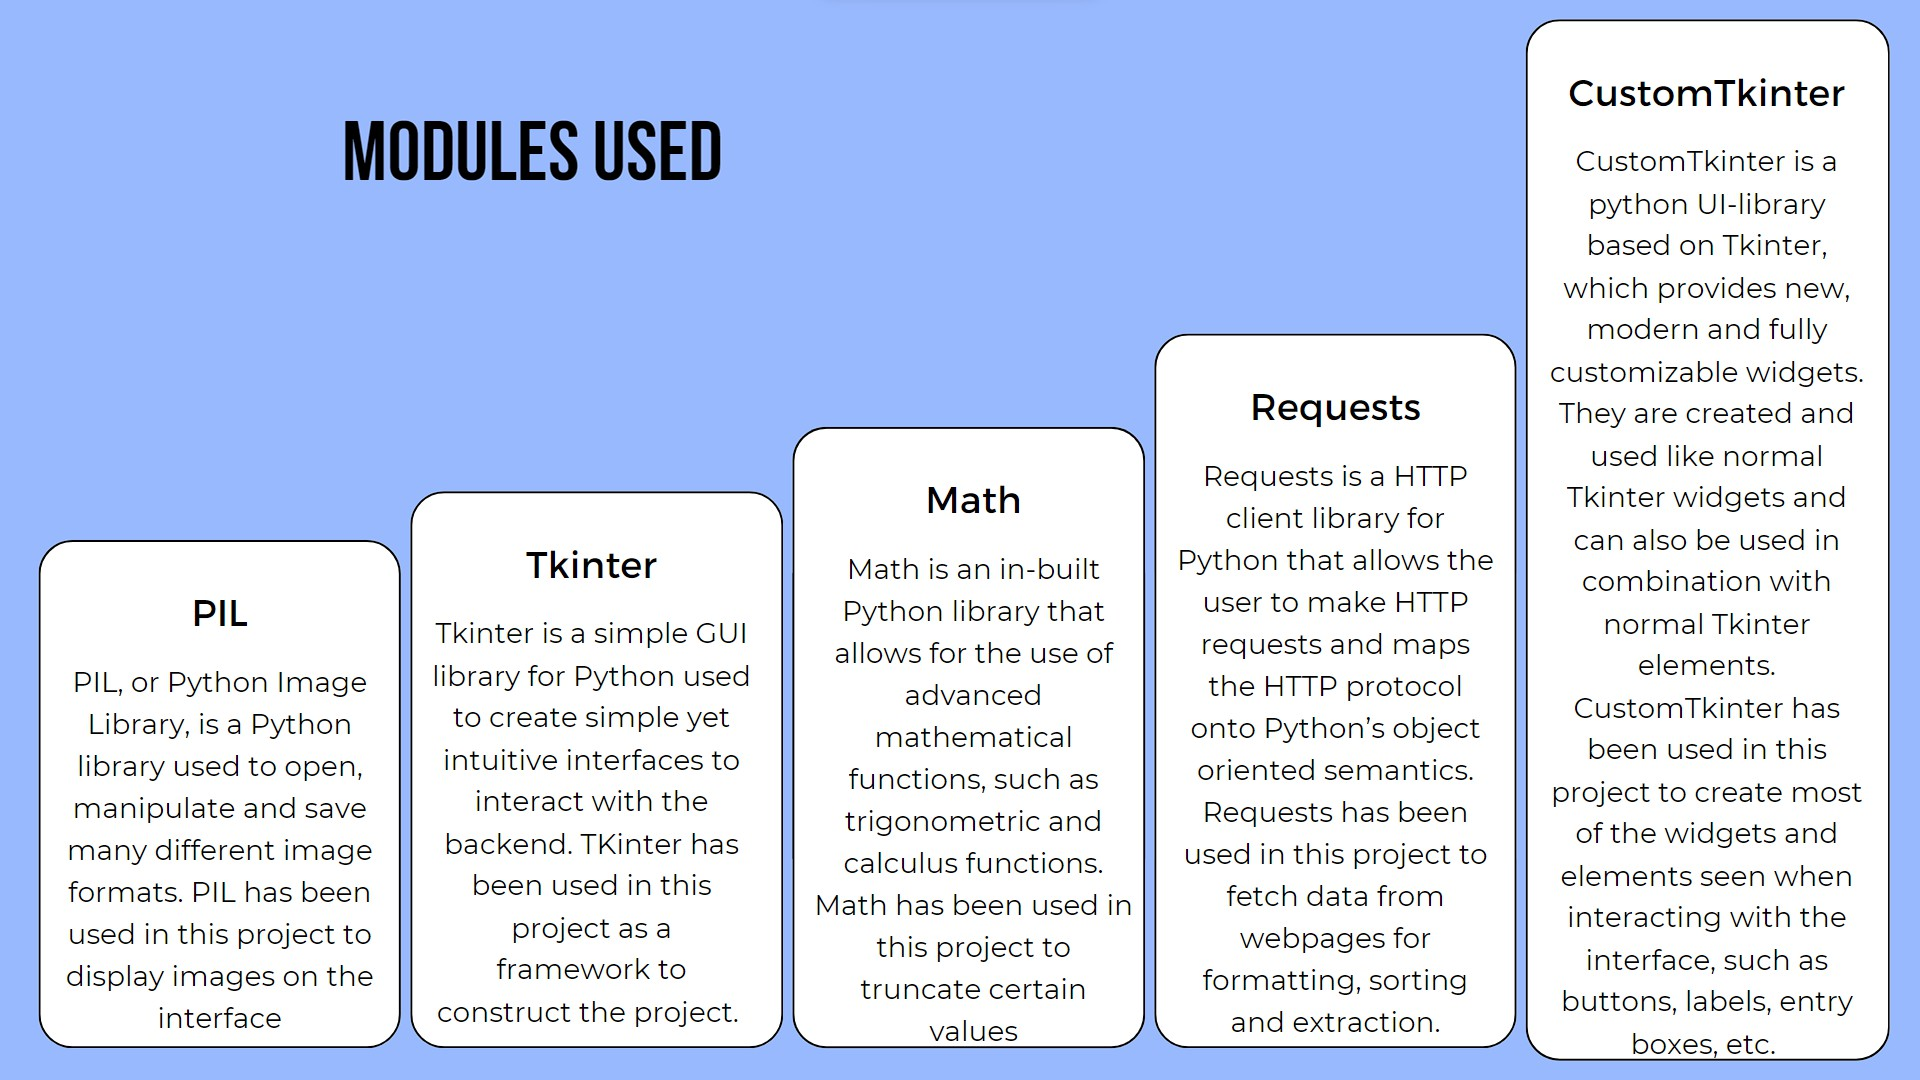 MODULES USED
PIL
PIL, or Python Image
Library, is a Python
library used to open,
manipulate and save
many different image
formats. PIL has been
used in this project to
display images on the
interface
Tkinter
Tkinter is a simple GUI
library for Python used
to create simple yet
intuitive interfaces to
interact with the
backend. TKinter has
been used in this
project as a
framework to
construct the project.
Math
Math is an in-built
Python library that
allows for the use of
advanced
mathematical
functions, such as
trigonometric and
calculus functions.
Math has been used in
this project to
truncate certain
values
Requests
Requests is a HTTP
client library for
Python that allows the
user to make HTTP
requests and maps
the HTTP protocol
onto Python’s object
oriented semantics.
Requests has been
used in this project to
fetch data from
webpages for
formatting, sorting
and extraction.
CustomTkinter
CustomTkinter is a
python UI-library
based on Tkinter,
which provides new,
modern and fully
customizable widgets.
They are created and
used like normal
Tkinter widgets and
can also be used in
combination with
normal Tkinter
elements.
CustomTkinter has
been used in this
project to create most
of the widgets and
elements seen when
interacting with the
interface, such as
buttons, labels, entry
boxes, etc.